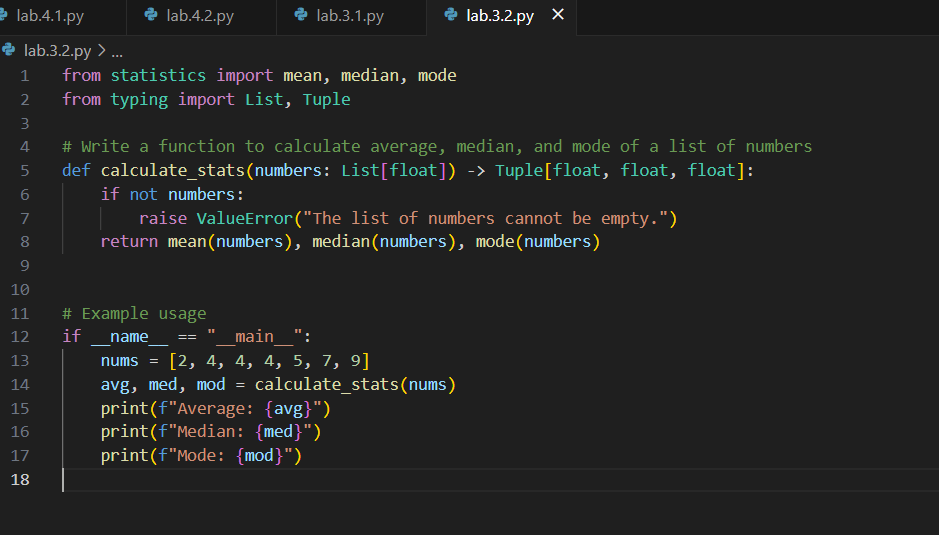 lab.4.1.py lab.4.2.py lab.3.1.py lab.3.2.py ×
lab.3.2.py > ...
1 from statistics import mean, median, mode
2 from typing import List, Tuple
3
4 # Write a function to calculate average, median, and mode of a list of numbers
5 def calculate_stats(numbers: List[float]) -> Tuple[float, float, float]:
6     if not numbers:
7         raise ValueError("The list of numbers cannot be empty.")
8     return mean(numbers), median(numbers), mode(numbers)
9
10
11 # Example usage
12 if __name__ == "__main__":
13     nums = [2, 4, 4, 4, 5, 7, 9]
14     avg, med, mod = calculate_stats(nums)
15     print(f"Average: {avg}")
16     print(f"Median: {med}")
17     print(f"Mode: {mod}")
18